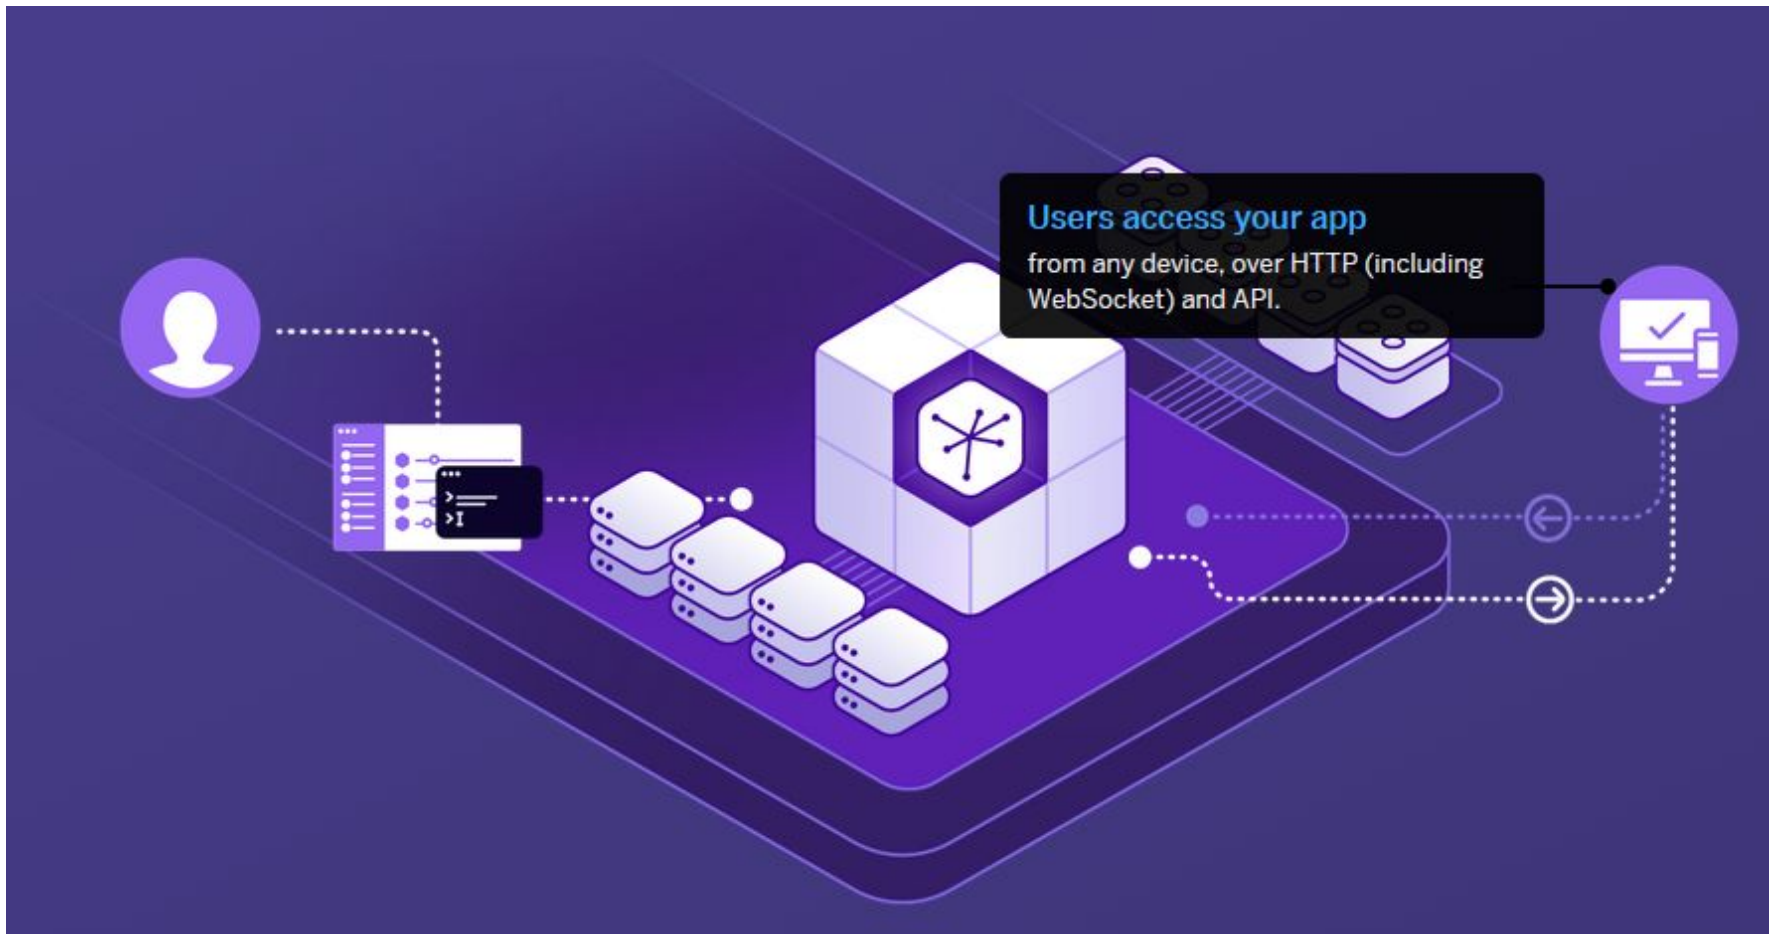 Users access your app
from any device, over HTTP (including
WebSocket) and API.